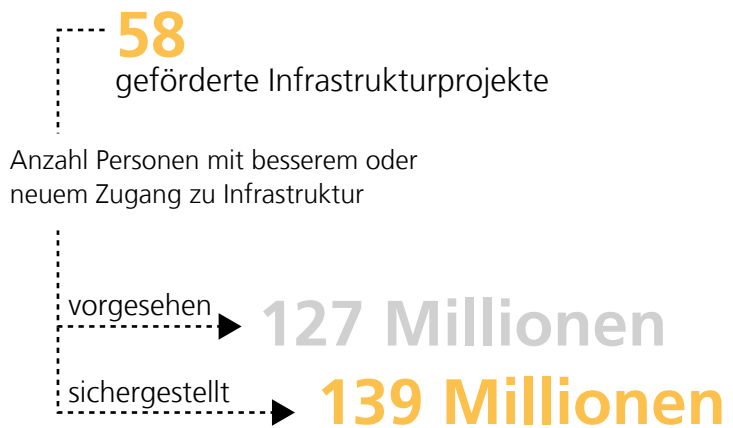 58
geförderte Infrastrukturprojekte
Anzahl Personen mit besserem oder
neuem Zugang zu Infrastruktur
vorgesehen 127 Millionen
sichergestellt 139 Millionen